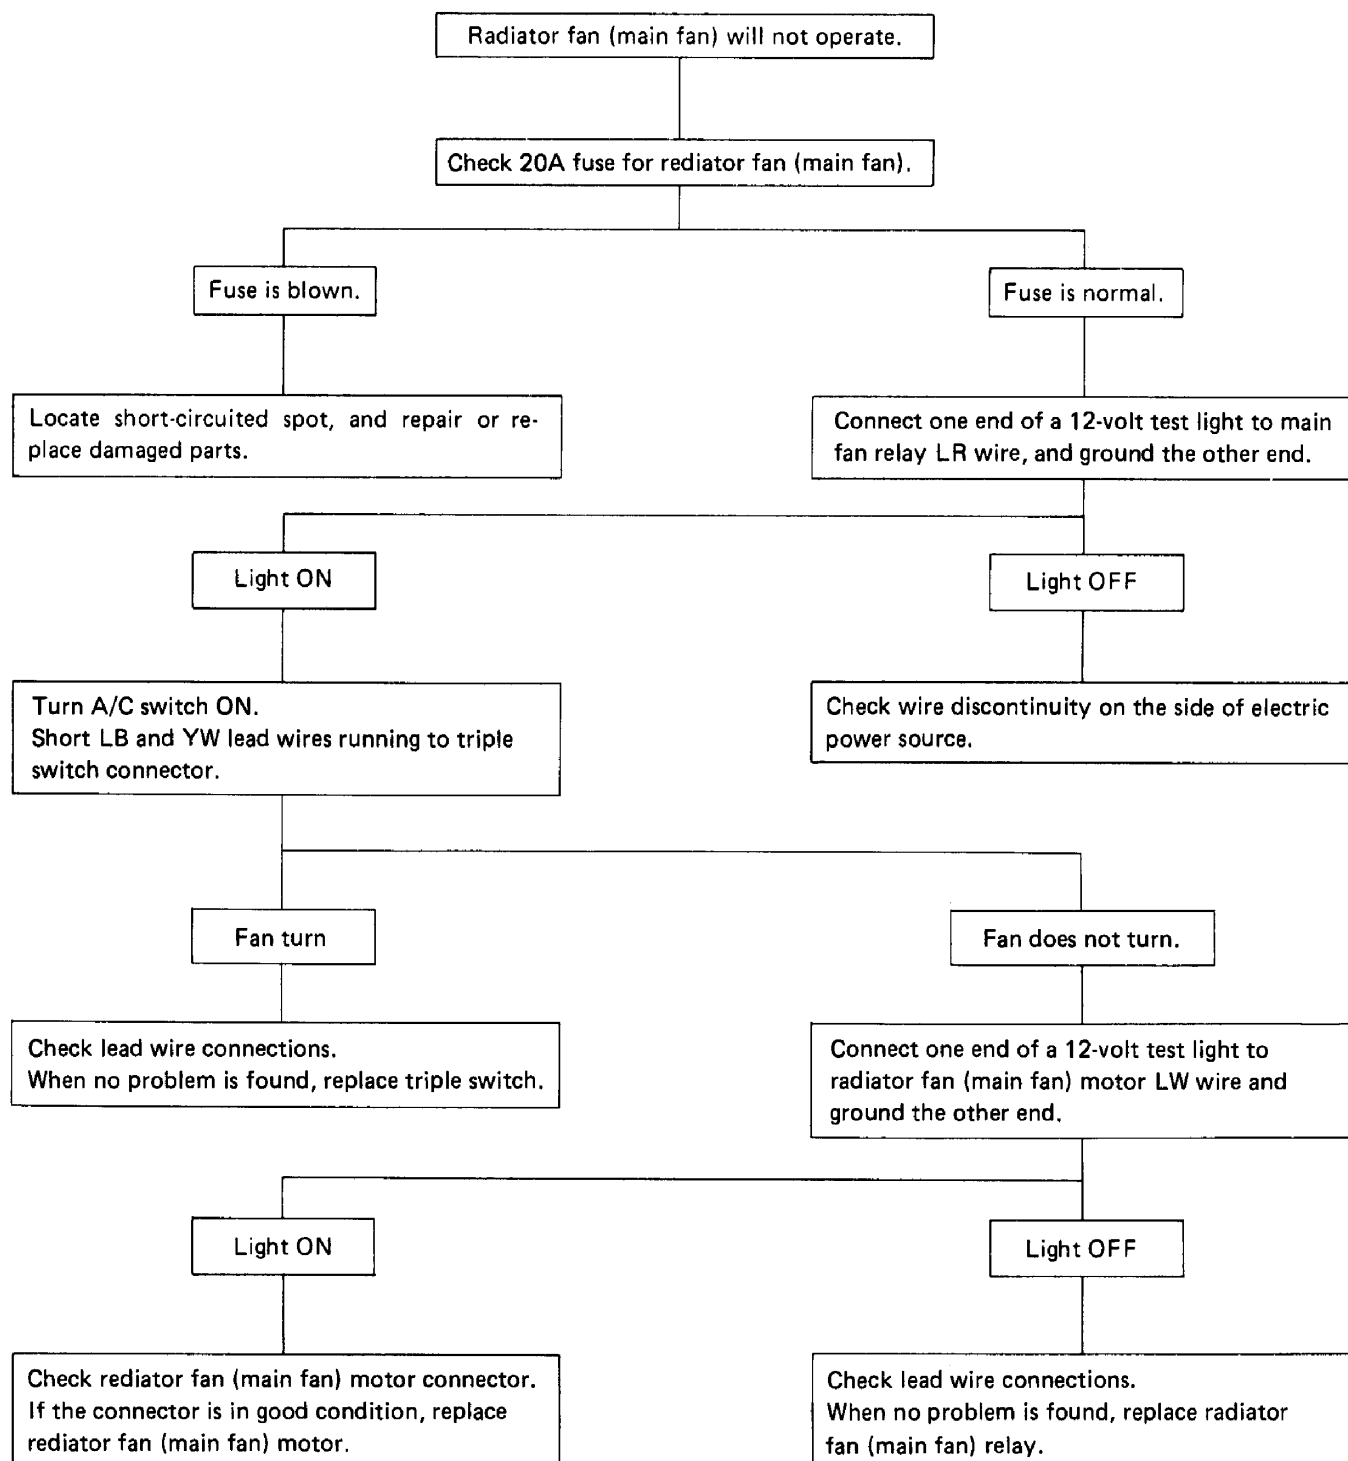 Radiator fan (main fan) will not operate.
Check 20A fuse for rediator fan (main fan).
Fuse is blown.
Fuse is normal.
Locate short-circuited spot, and repair or re-
place damaged parts.
Connect one end of a 12-volt test light to main
fan relay LR wire, and ground the other end.
Light ON
Light OFF
Turn A/C switch ON.
Short LB and YW lead wires running to triple
switch connector.
Check wire discontinuity on the side of electric
power source.
Fan turn
Fan does not turn.
Check lead wire connections.
When no problem is found, replace triple switch.
Connect one end of a 12-volt test light to
radiator fan (main fan) motor LW wire and
ground the other end.
Light ON
Light OFF
Check rediator fan (main fan) motor connector.
If the connector is in good condition, replace
rediator fan (main fan) motor.
Check lead wire connections.
When no problem is found, replace radiator
fan (main fan) relay.